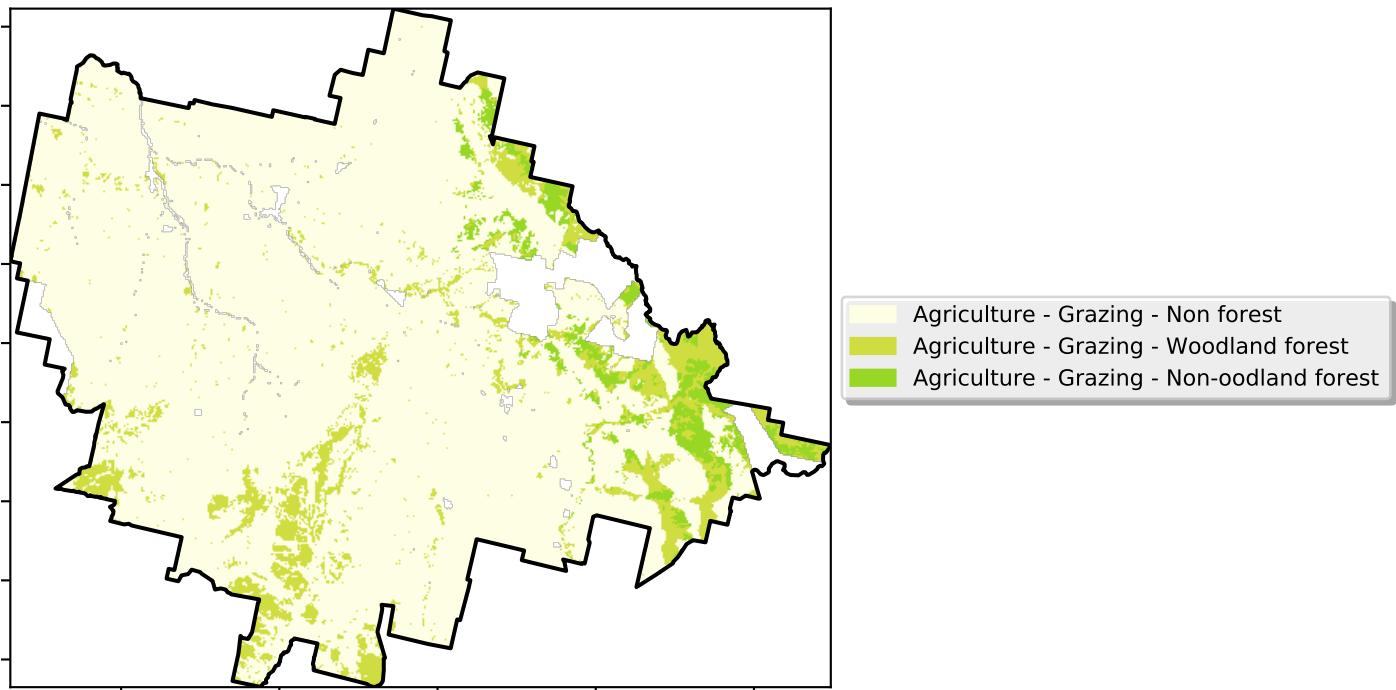 Agriculture - Grazing - Non forest
Agriculture - Grazing - Woodland forest
Agriculture - Grazing - Non-oodland forest